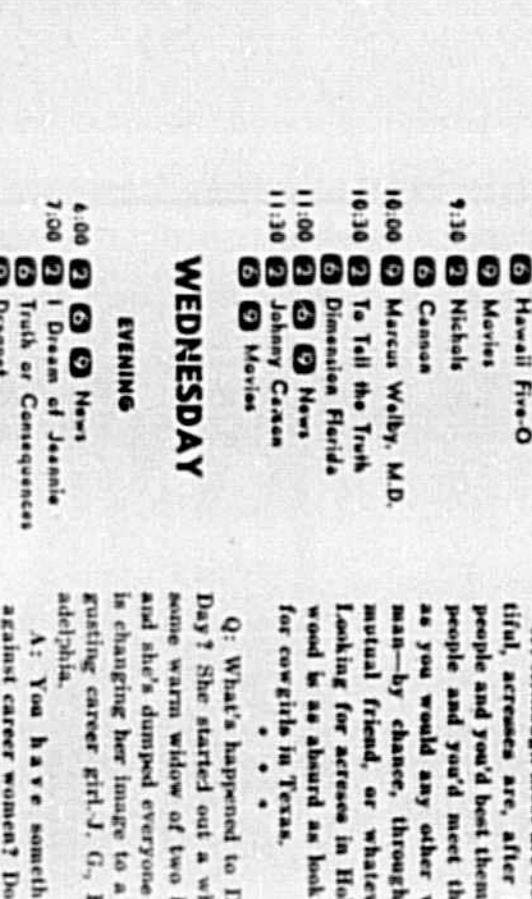 6 Hawaii Five-O
9 Movies
9:30 2 Nichols
6 Cannon
10:00 9 Marcus Welby, M.D.
10:30 2 To Tell the Truth
6 Dimension Florida
11:00 2 6 9 News
11:30 2 Johnny Carson
6 9 Movies
WEDNESDAY
EVENING
6:00 2 6 9 News
7:00 2 I Dream of Jeannie
6 Truth or Consequences
9 Dragnet
tiful, actresses are, after
people and you'd best them
people and you'd meet th
as you would any other w
man—by chance, through
mutual friend, or whatev
Looking for actresses in Ho
wood is as absurd as look
for cowgirls in Texas.
• • •
Q: What's happened to D
Day? She started out a wi
some warm widow of two
and she's dumped everyone
is changing her image to a
gusting career girl.-J. G.,
adelphia.
A: You have someth
against career women? Do